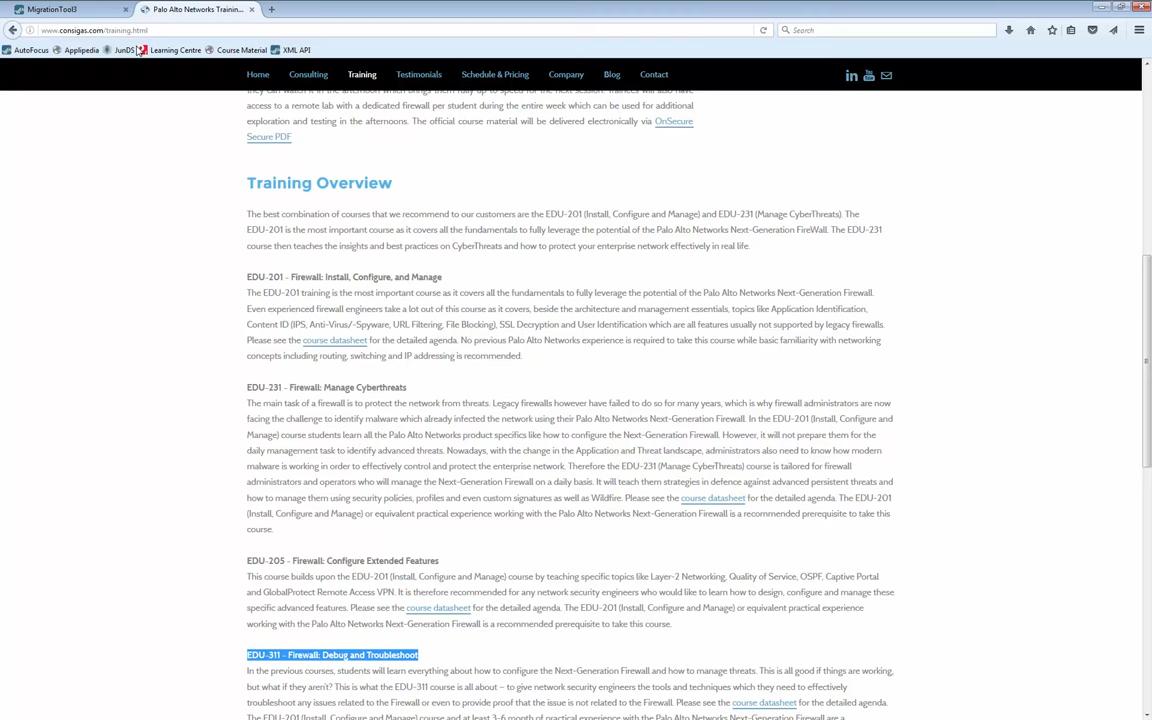 MigrationTool3
Palo Alto Networks Trainin...
www.consigas.com/training.html
Search
AutoFocus
Applipedia
JunOS
Learning Centre
Course Material
XML API
Home
Consulting
Training
Testimonials
Schedule & Pricing
Company
Blog
Contact
they can watch it in the afternoon which brings them fully up to speed for the next session. Trainees will also have
access to a remote lab with a dedicated firewall per student during the entire week which can be used for additional
exploration and testing in the afternoons. The official course material will be delivered electronically via OnSecure
Secure PDF
Training Overview
The best combination of courses that we recommend to our customers are the EDU-201 (Install, Configure and Manage) and EDU-231 (Manage CyberThreats). The
EDU-201 is the most important course as it covers all the fundamentals to fully leverage the potential of the Palo Alto Networks Next-Generation FireWall. The EDU-231
course then teaches the insights and best practices on CyberThreats and how to protect your enterprise network effectively in real life.
EDU-201 - Firewall: Install, Configure, and Manage
The EDU-201 training is the most important course as it covers all the fundamentals to fully leverage the potential of the Palo Alto Networks Next-Generation Firewall.
Even experienced firewall engineers take a lot out of this course as it covers, beside the architecture and management essentials, topics like Application Identification,
Content ID (IPS, Anti-Virus/-Spyware, URL Filtering, File Blocking), SSL Decryption and User Identification which are all features usually not supported by legacy firewalls.
Please see the course datasheet for the detailed agenda. No previous Palo Alto Networks experience is required to take this course while basic familiarity with networking
concepts including routing, switching and IP addressing is recommended.
EDU-231 - Firewall: Manage Cyberthreats
The main task of a firewall is to protect the network from threats. Legacy firewalls however have failed to do so for many years, which is why firewall administrators are now
facing the challenge to identify malware which already infected the network using their Palo Alto Networks Next-Generation Firewall. In the EDU-201 (Install, Configure and
Manage) course students learn all the Palo Alto Networks product specifics like how to configure the Next-Generation Firewall. However, it will not prepare them for the
daily management task to identify advanced threats. Nowadays, with the change in the Application and Threat landscape, administrators also need to know how modern
malware is working in order to effectively control and protect the enterprise network. Therefore the EDU-231 (Manage CyberThreats) course is tailored for firewall
administrators and operators who will manage the Next-Generation Firewall on a daily basis. It will teach them strategies in defence against advanced persistent threats and
how to manage them using security policies, profiles and even custom signatures as well as Wildfire. Please see the course datasheet for the detailed agenda. The EDU-201
(Install, Configure and Manage) or equivalent practical experience working with the Palo Alto Networks Next-Generation Firewall is a recommended prerequisite to take this
course.
EDU-205 - Firewall: Configure Extended Features
This course builds upon the EDU-201 (Install, Configure and Manage) course by teaching specific topics like Layer-2 Networking, Quality of Service, OSPF, Captive Portal
and GlobalProtect Remote Access VPN. It is therefore recommended for any network security engineers who would like to learn how to design, configure and manage these
specific advanced features. Please see the course datasheet for the detailed agenda. The EDU-201 (Install, Configure and Manage) or equivalent practical experience
working with the Palo Alto Networks Next-Generation Firewall is a recommended prerequisite to take this course.
EDU-311 - Firewall: Debug and Troubleshoot
In the previous courses, students will learn everything about how to configure the Next-Generation Firewall and how to manage threats. This is all good if things are working,
but what if they aren't? This is what the EDU-311 course is all about – to give network security engineers the tools and techniques which they need to effectively
troubleshoot any issues related to the Firewall or even to provide proof that the issue is not related to the Firewall. Please see the course datasheet for the detailed agenda.
The EDU-201 (Install, Configure and Manage) course and at least 3-6 month of practical experience with the Palo Alto Networks Firewall are a